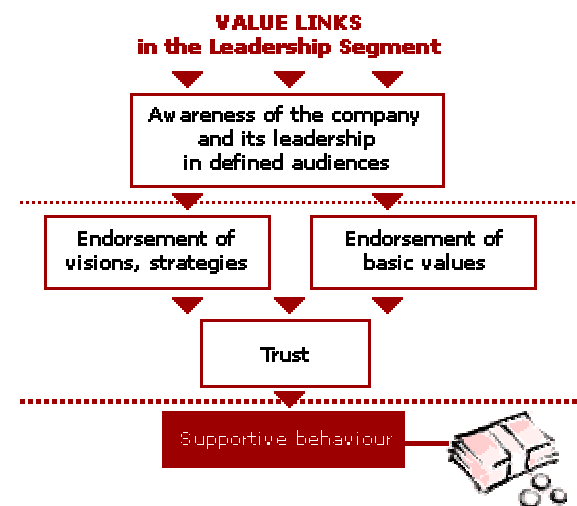 VALUE LINKS
in the Leadership Segment
Awareness of the company
and its leadership
in defined audiences
Endorsement of
visions, strategies
Endorsement of
basic values
Trust
Supportive behaviour